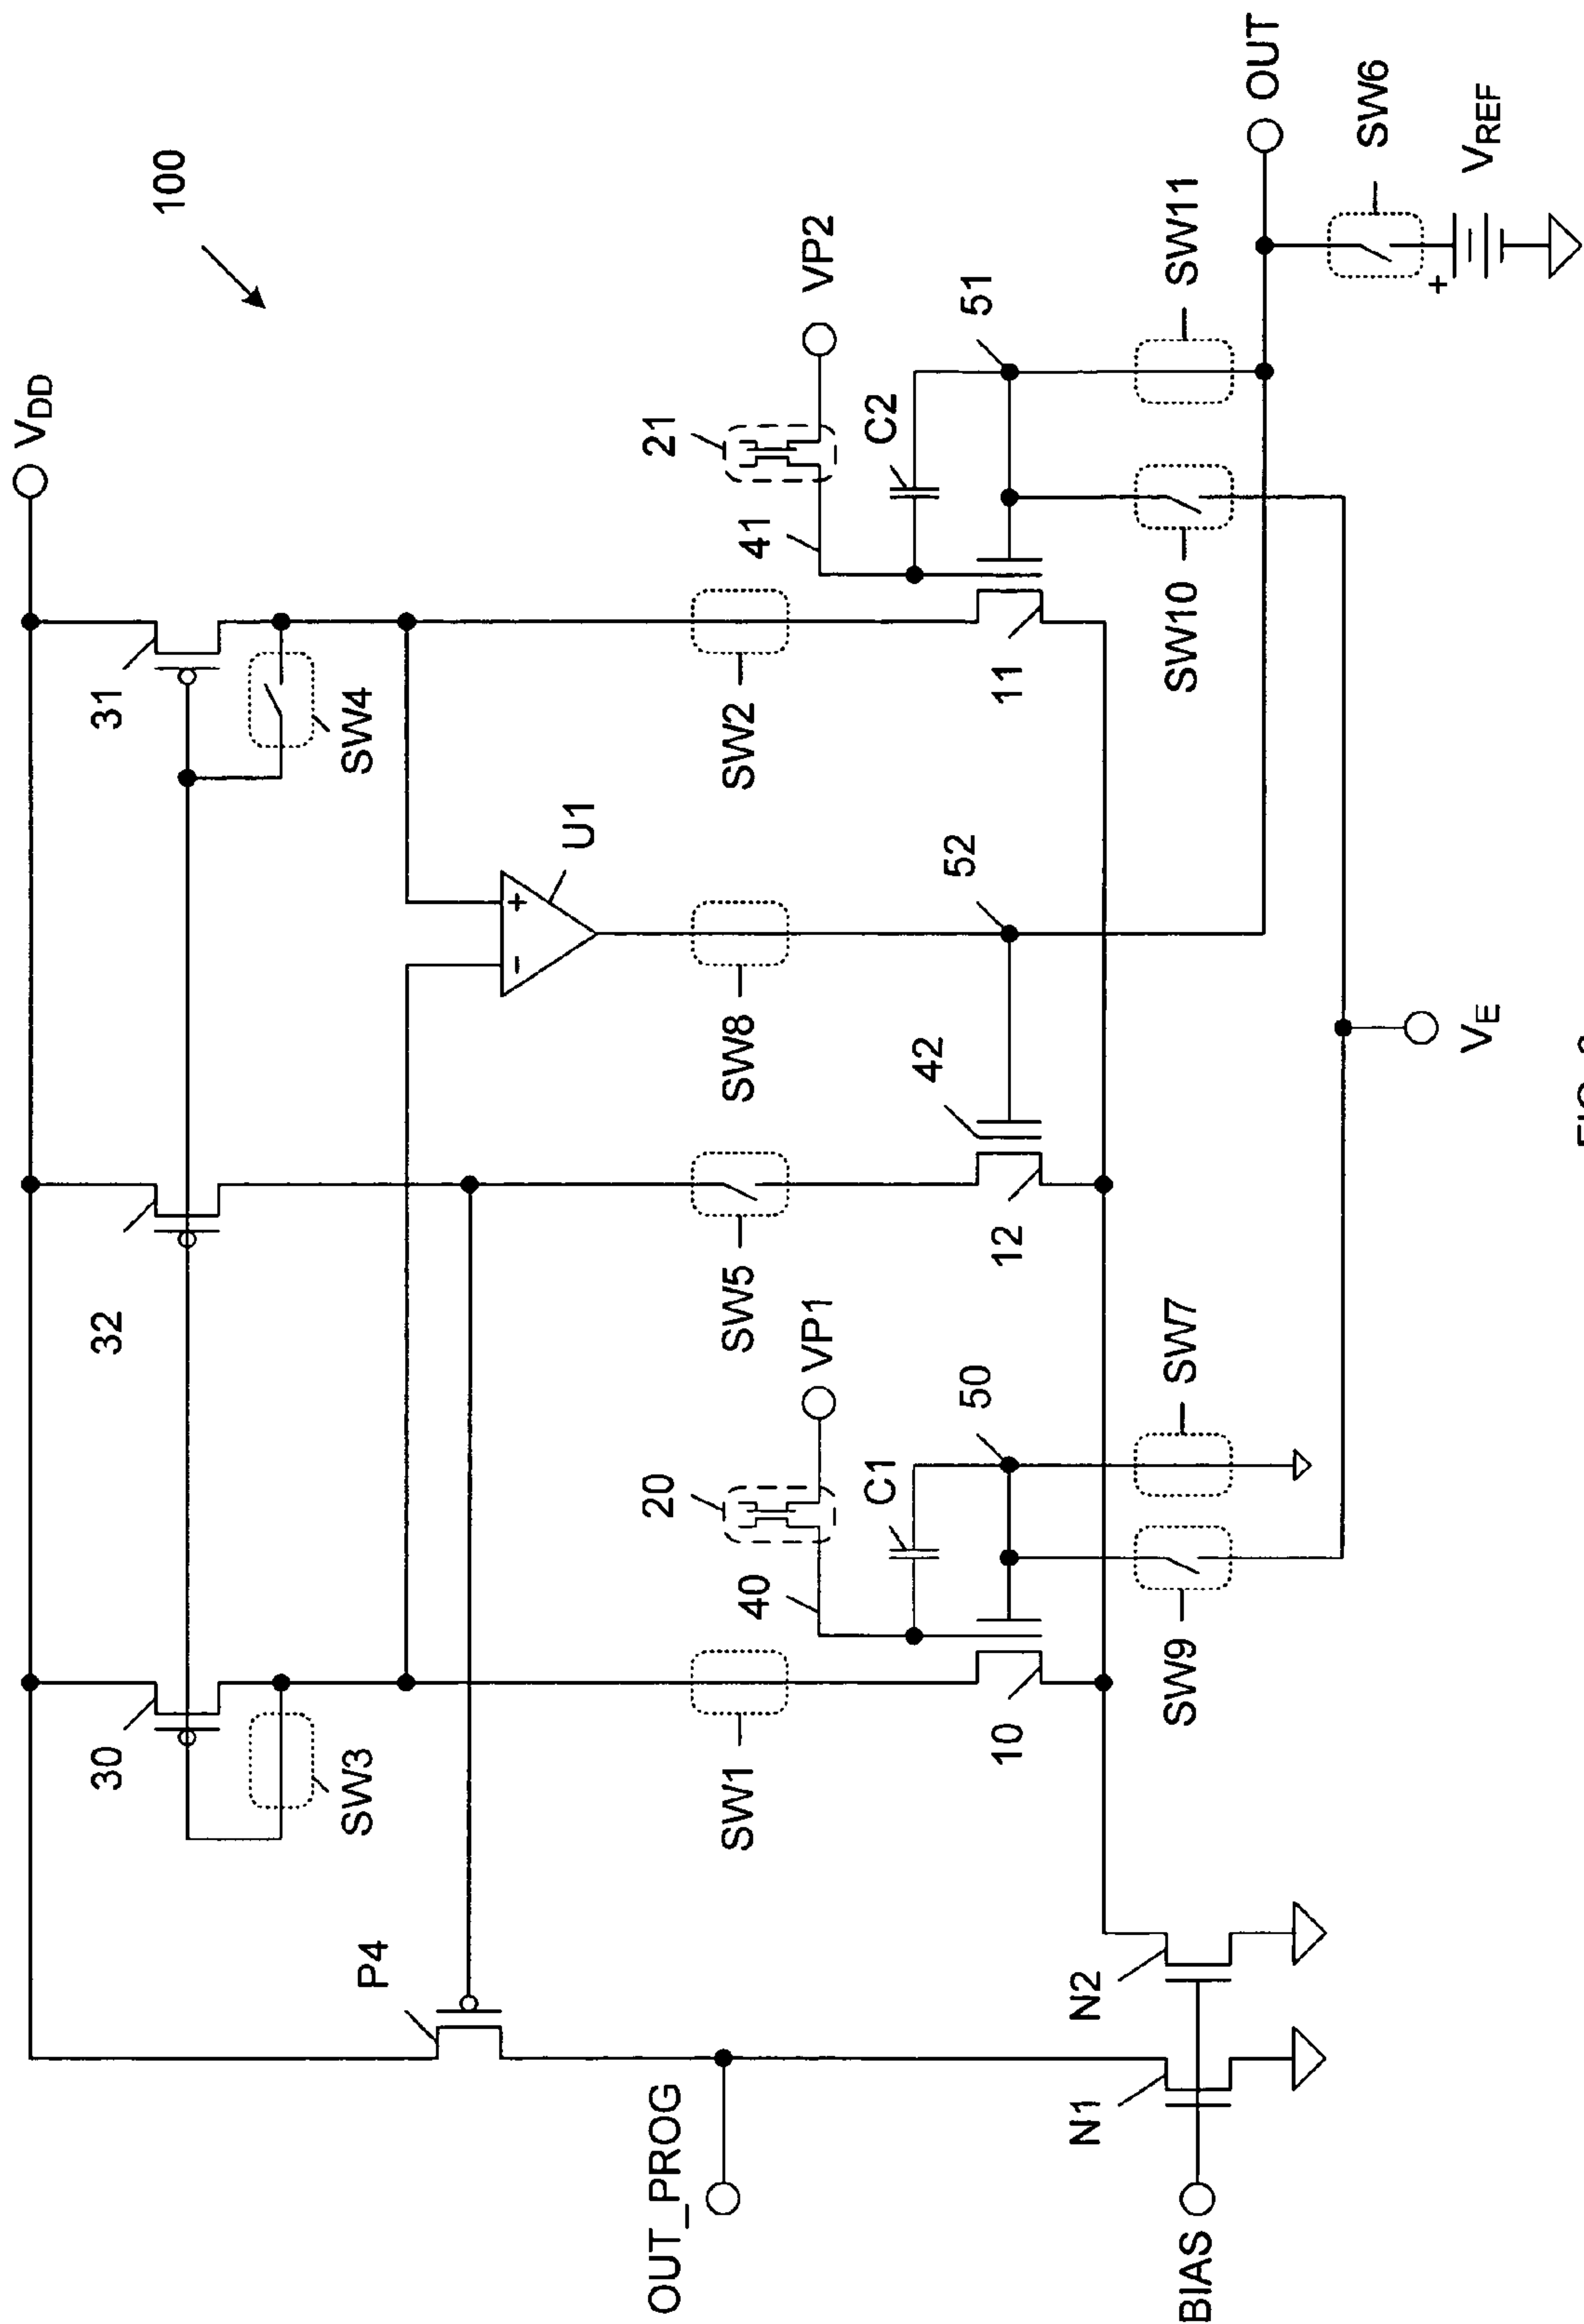 100
VDD
31
32
30
SW4
SW3
P4
U1
21
VP2
20
VP1
41
C2
40
C1
OUT_PROG
SW2
SW8
SW5
SW1
51
52
42
50
11
12
10
N2
N1
SW11
SW10
SW7
SW9
BIAS
OUT
SW6
+
VREF
VE
-
+